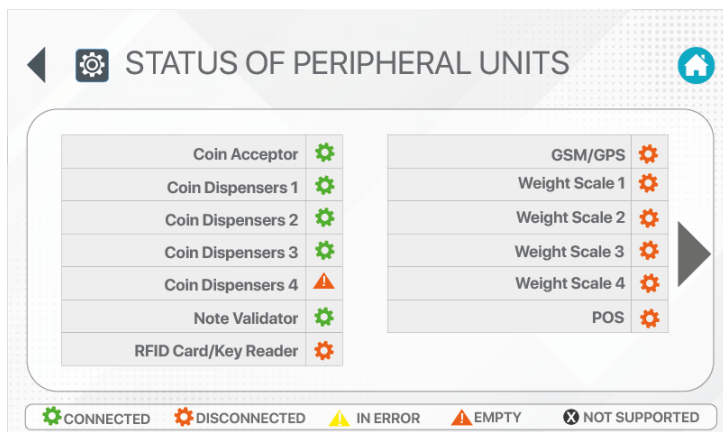 STATUS OF PERIPHERAL UNITS
Coin Acceptor
Coin Dispensers 1
Coin Dispensers 2
Coin Dispensers 3
Coin Dispensers 4
Note Validator
RFID Card/Key Reader
GSM/GPS
Weight Scale 1
Weight Scale 2
Weight Scale 3
Weight Scale 4
POS
CONNECTED DISCONNECTED IN ERROR EMPTY NOT SUPPORTED